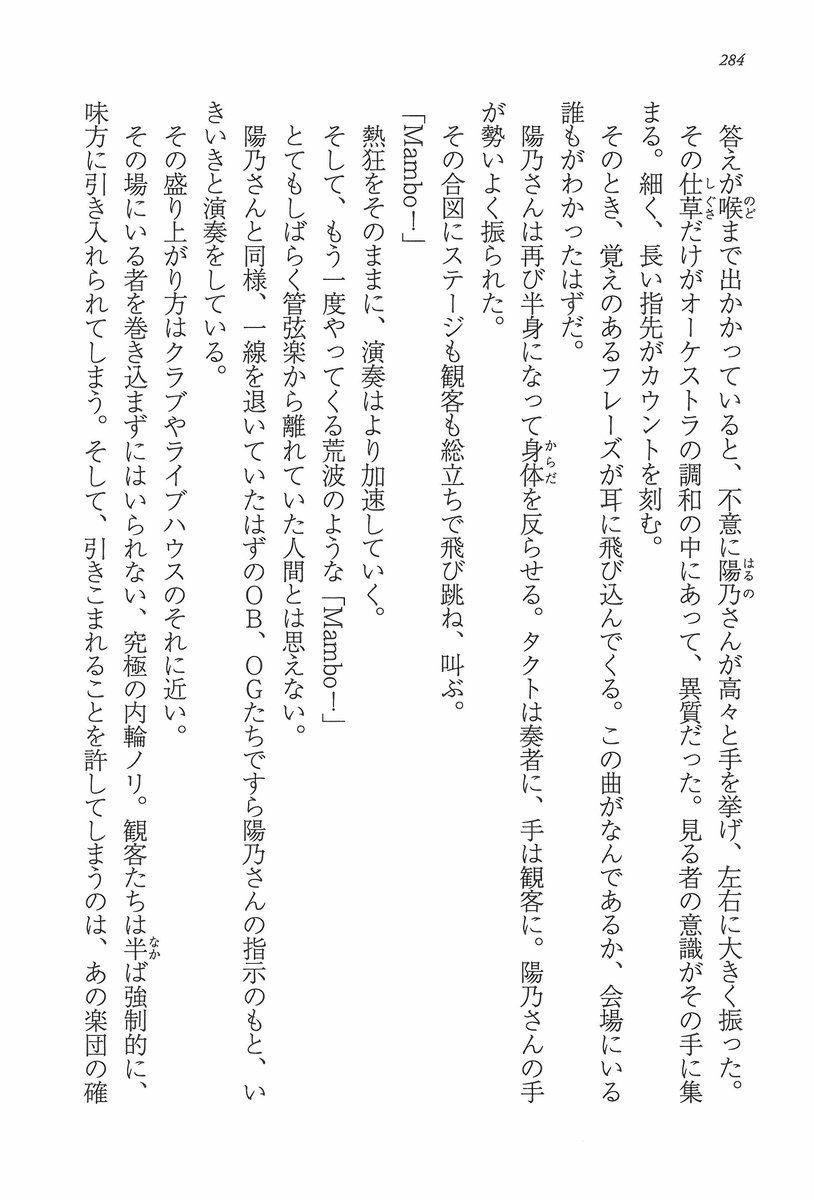 284
答えが喉まで出かかっていると、不意に陽乃さんが高々と手を挙げ、左右に大きく振った。
その仕草だけがオーケストラの調和の中にあって、異質だった。見る者の意識がその手に集
まる。細く、長い指先がカウントを刻む。
そのとき、覚えのあるフレーズが耳に飛び込んでくる。この曲がなんであるか、会場にいる
誰もがわかったはずだ。
陽乃さんは再び半身になって身体を反らせる。タクトは奏者に、手は観客に。陽乃さんの手
が勢いよく振られた。
その合図にステージも観客も総立ちで飛び跳ね、叫ぶ。
「Mambo！」
熱狂をそのままに、演奏はより加速していく。
そして、もう一度やってくる荒波のような「Mambo！」
とてもしばらく管弦楽から離れていた人間とは思えない。
陽乃さんと同様、一線を退いていたはずのOB、OGたちですら陽乃さんの指示のもと、い
きいきと演奏をしている。
その盛り上がり方はクラブやライブハウスのそれに近い。
その場にいる者を巻き込まずにはいられない、究極の内輪ノリ。観客たちは半ば強制的に、
味方に引き入れられてしまう。そして、引きこまれることを許してしまうのは、あの楽団の確